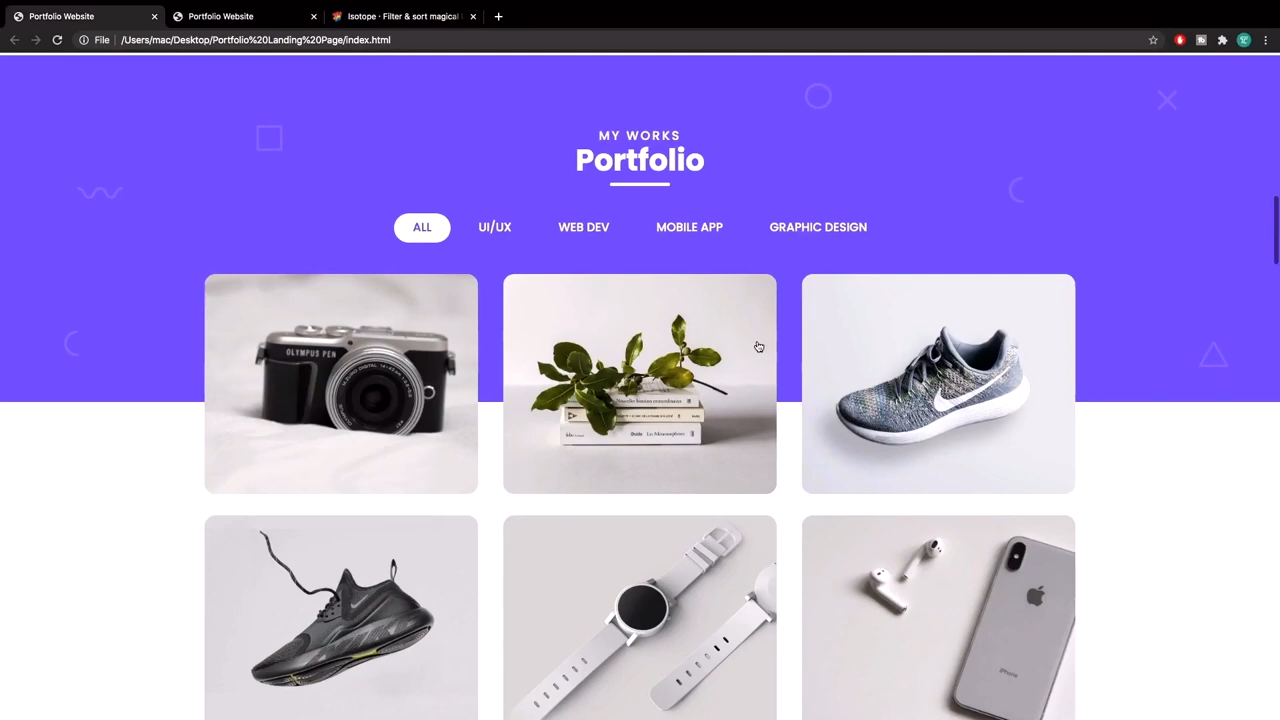 Portfolio Website
Portfolio Website
Isotope · Filter & sort magical
File /Users/mac/Desktop/Portfolio%20Landing%20Page/index.html
MY WORKS
Portfolio
ALL UI/UX WEB DEV MOBILE APP GRAPHIC DESIGN
OLYMPUS PEN
iPhone